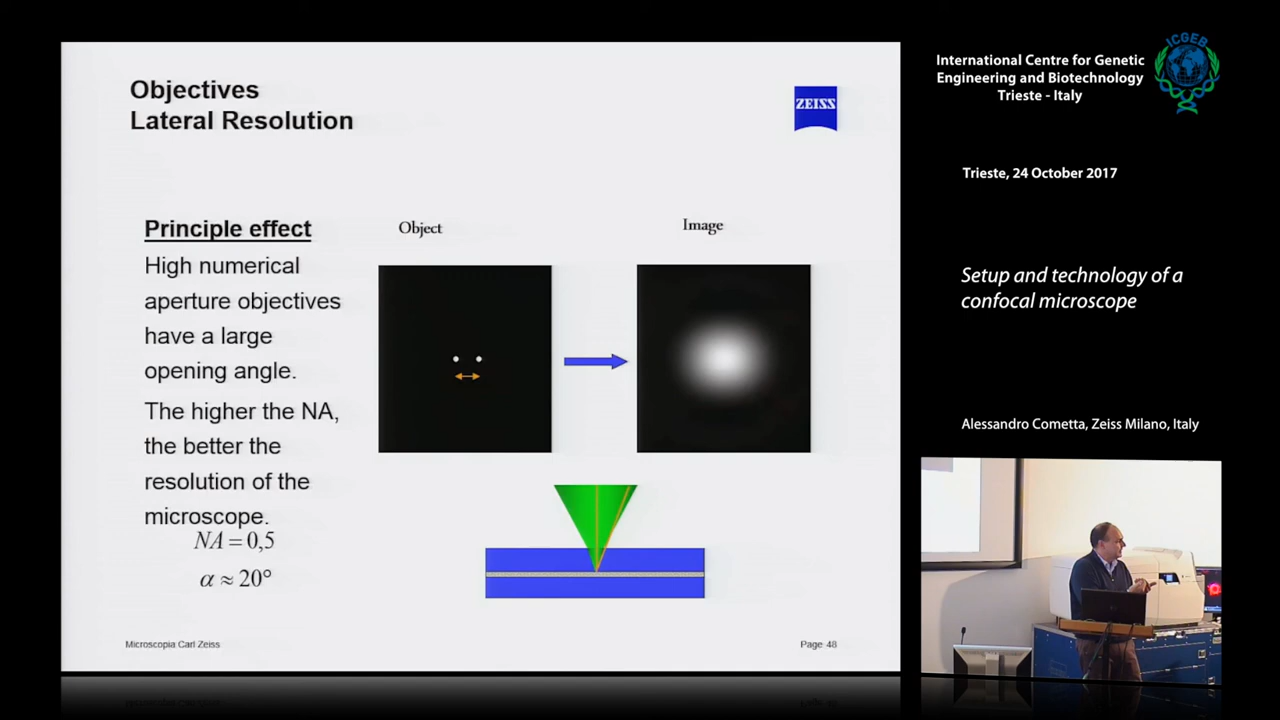 Objectives
Lateral Resolution
ZEISS
Principle effect
High numerical
aperture objectives
have a large
opening angle.
The higher the NA,
the better the
resolution of the
microscope.
NA = 0,5
α ≈ 20°
Object
Image
Microscopia Carl Zeiss
Page 48
International Centre for Genetic
Engineering and Biotechnology
Trieste - Italy
ICGEB
Trieste, 24 October 2017
Setup and technology of a
confocal microscope
Alessandro Cometta, Zeiss Milano, Italy